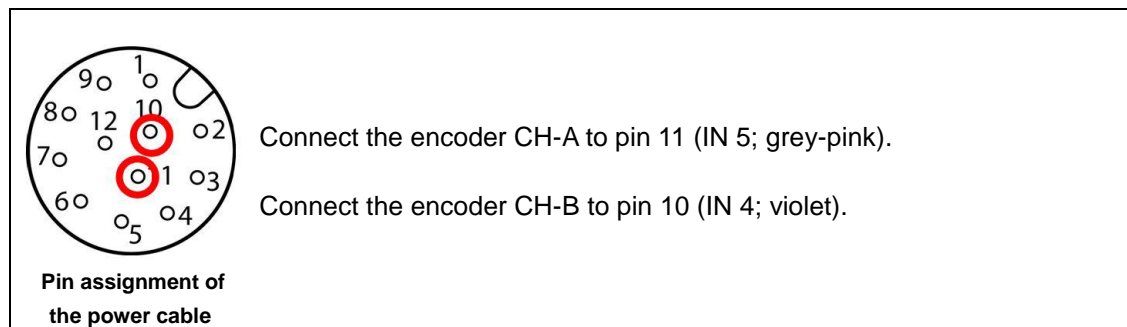 9 1
8 12 10 2
7 11 3
6 5 4
Connect the encoder CH-A to pin 11 (IN 5; grey-pink).
Connect the encoder CH-B to pin 10 (IN 4; violet).
Pin assignment of
the power cable